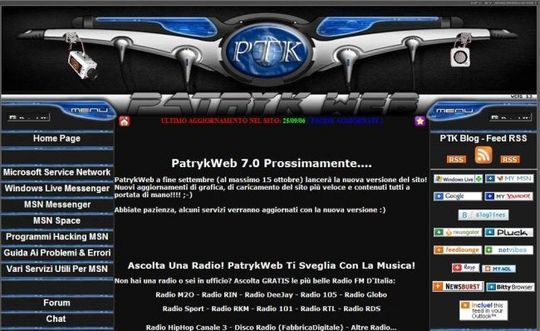 PTK
VOR 13
MENU
MENU
PATRYK WEB
ULTIMO AGGIORNAMENTO NEL SITO: 25/09/06
Home Page
Microsoft Service Network
Windows Live Messenger
MSN Messenger
MSN Space
Programmi Hacking MSN
Guida Ai Problemi & Errori
Vari Servizi Utili Per MSN
Forum
Chat
PatrykWeb 7.0 Prossimamente....
PatrykWeb a fine settembre (al massimo 15 ottobre) lancerà la nuova versione del sito!
Nuovi aggiornamenti di grafica, di caricamento del sito più veloce e contenuti tutti a
portata di mano!!!! ;-)
Abbiate pazienza, alcuni servizi verranno aggiornati con la nuova versione :)
Ascolta Una Radio! PatrykWeb Ti Sveglia Con La Musica!
Non hai una radio o sei in ufficio? Ascolta GRATIS le più belle Radio FM D'Italia:
Radio M2O - Radio RIN - Radio DeeJay - Radio 105 - Radio Globo
Radio Sport - Radio RKM - Radio 101 - Radio RTL - Radio RDS
Radio HipHop Canale 3 - Disco Radio (FabbricaDigitale) - Altre Radio...
PTK Blog - Feed RSS
RSS
RSS
Windows Live
MY MSN
Google
MY YAHOO!
Bloglines
newsgator
Pluck
feedlounge
netvibes
Rojo
MY AOL
NEWSBURST
Bitty Browser
Include!
this feed in your
Outlook™